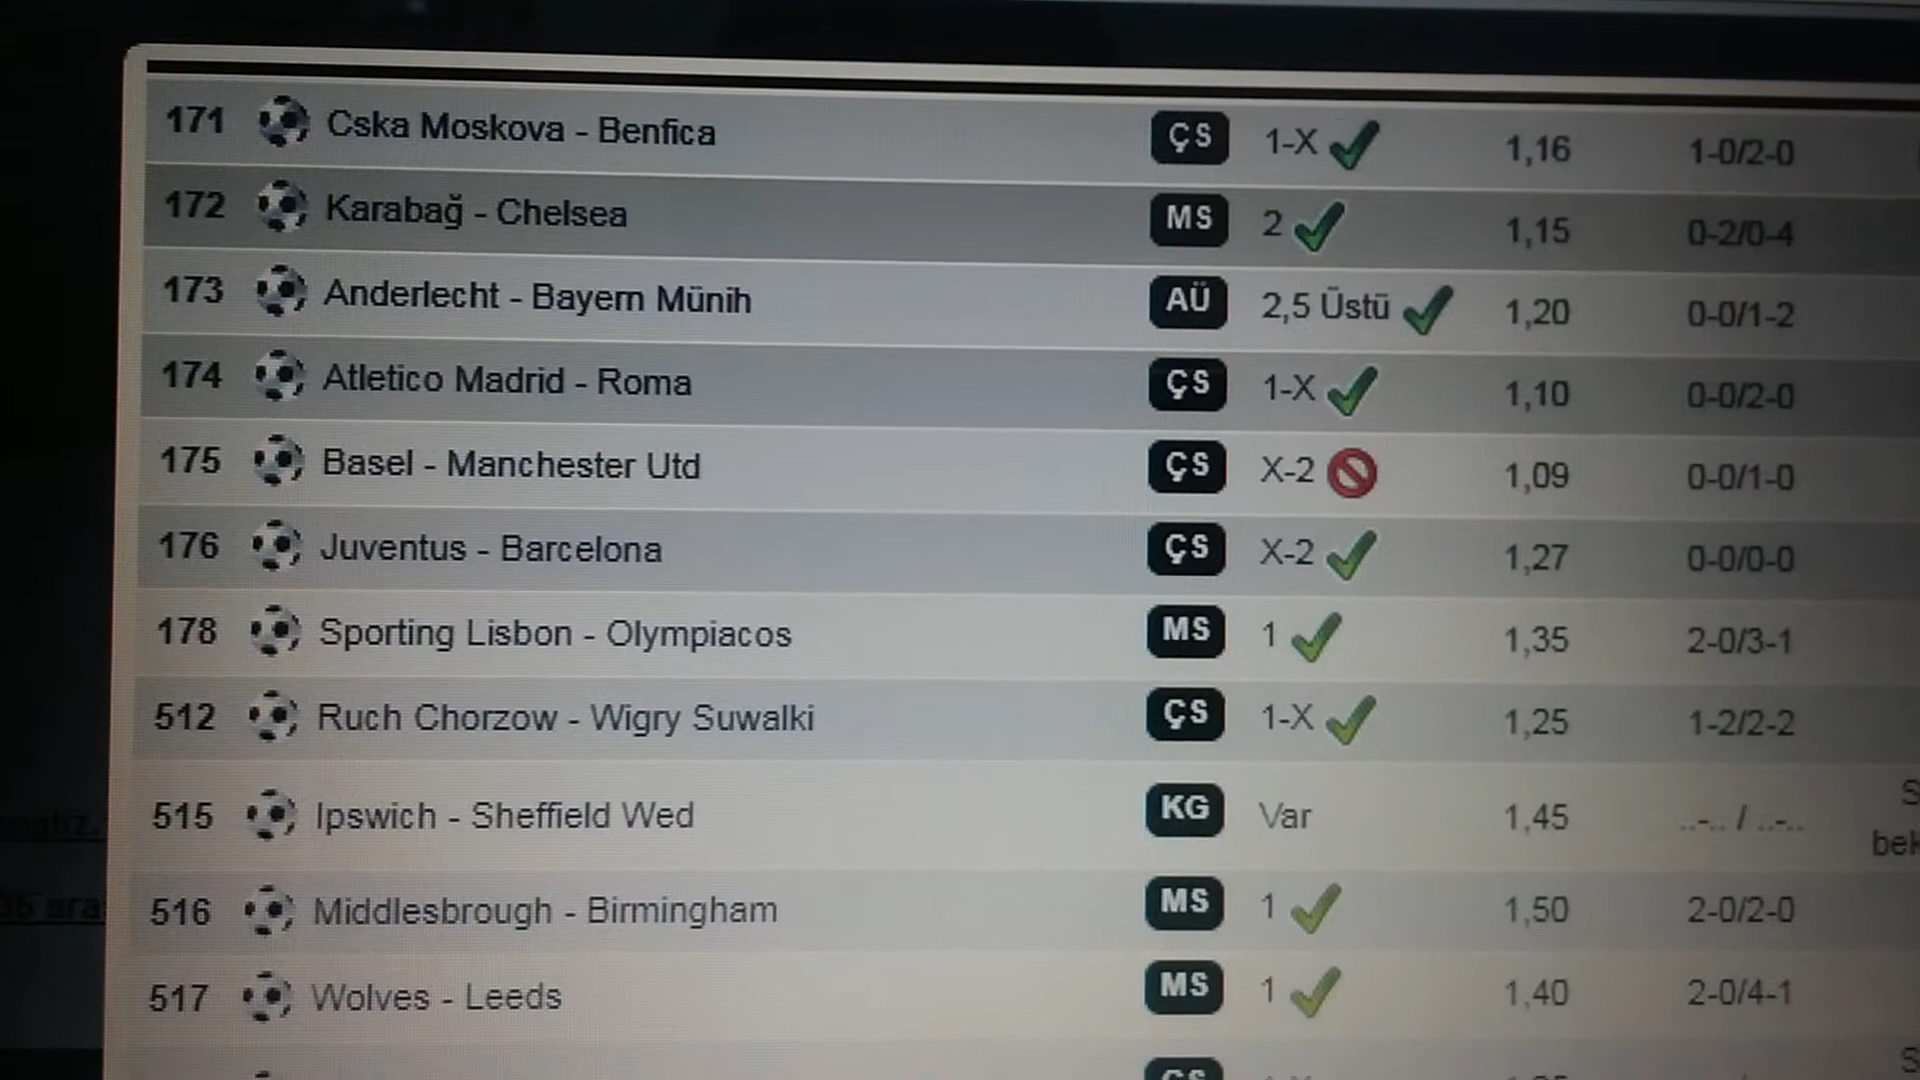 171 Cska Moskova - Benfica ÇS 1-X 1,16 1-0/2-0
172 Karabağ - Chelsea MS 2 1,15 0-2/0-4
173 Anderlecht - Bayern Münih AÜ 2,5 Üstü 1,20 0-0/1-2
174 Atletico Madrid - Roma ÇS 1-X 1,10 0-0/2-0
175 Basel - Manchester Utd ÇS X-2 1,09 0-0/1-0
176 Juventus - Barcelona ÇS X-2 1,27 0-0/0-0
178 Sporting Lisbon - Olympiacos MS 1 1,35 2-0/3-1
512 Ruch Chorzow - Wigry Suwalki ÇS 1-X 1,25 1-2/2-2
515 Ipswich - Sheffield Wed KG Var 1,45 ..-.. / ..-..
516 Middlesbrough - Birmingham MS 1 1,50 2-0/2-0
517 Wolves - Leeds MS 1 1,40 2-0/4-1